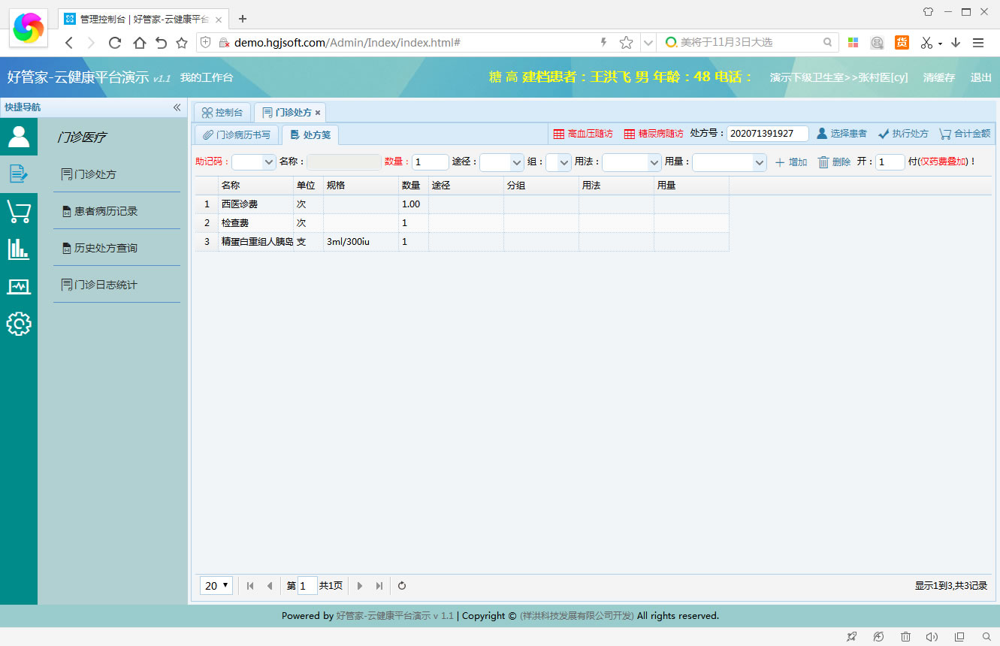 管理控制台 | 好管家-云健康平台
demo.hgjsoft.com/Admin/Index/index.html#
美将于11月3日大选
货
好管家-云健康平台演示 v1.1 我的工作台
糖 高 建档患者：王洪飞 男 年龄：48 电话：
演示下级卫生室>>张村医[cy] 清缓存 退出
快捷导航
控制台 门诊处方
门诊病历书写 处方笺
高血压随访 糖尿病随访 处方号： 202071391927 选择患者 执行处方 合计金额
助记码： 名称： 数量： 1 途径： 组： 用法： 用量： 增加 删除 开： 1 付(仅药费叠加)！
门诊医疗
门诊处方
患者病历记录
历史处方查询
门诊日志统计
名称 单位 规格 数量 途径 分组 用法 用量
1 西医诊费 次 1.00
2 检查费 次 1
3 精蛋白重组人胰岛 支 3ml/300iu 1
20 第 1 共1页
显示1到3,共3记录
Powered by 好管家-云健康平台演示 v 1.1 | Copyright © (祥洪科技发展有限公司开发) All rights reserved.